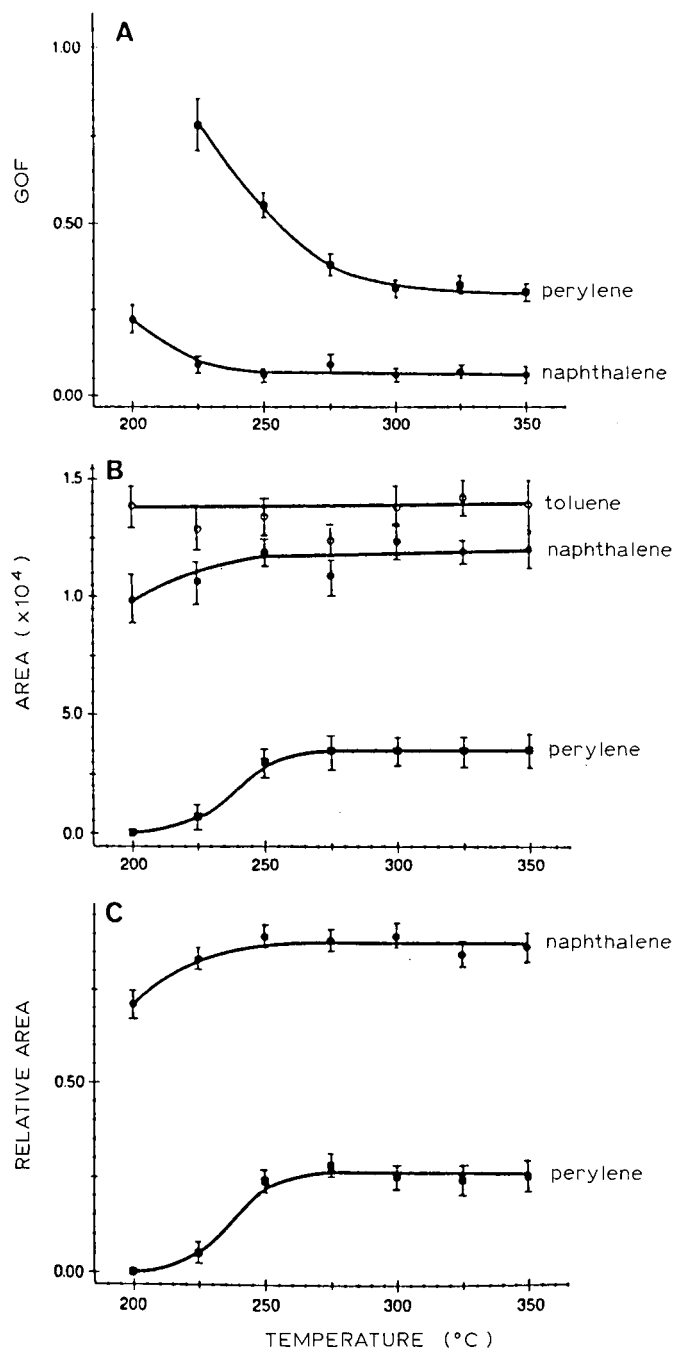 A
1.00
GOF
0.50
perylene
naphthalene
0.00
200
250
300
350
B
1.5
toluene
naphthalene
1.0
AREA (x10⁴)
5.0
perylene
0.0
200
250
300
350
C
naphthalene
RELATIVE AREA
0.50
perylene
0.00
200
250
300
350
TEMPERATURE (°C)